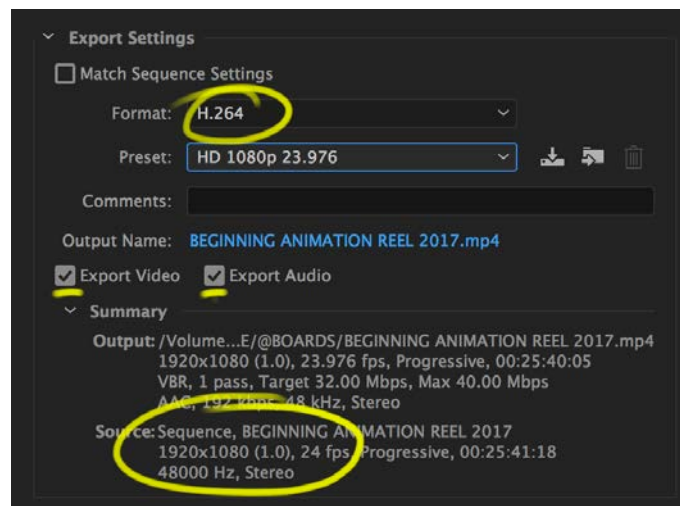 Export Settings
Match Sequence Settings
Format: H.264
Preset: HD 1080p 23.976
Comments:
Output Name: BEGINNING ANIMATION REEL 2017.mp4
Export Video Export Audio
Summary
Output: /Volume...E/@BOARDS/BEGINNING ANIMATION REEL 2017.mp4
1920x1080 (1.0), 23.976 fps, Progressive, 00:25:40:05
VBR, 1 pass, Target 32.00 Mbps, Max 40.00 Mbps
AAC, 192 kbps, 48 kHz, Stereo
Source: Sequence, BEGINNING ANIMATION REEL 2017
1920x1080 (1.0), 24 fps, Progressive, 00:25:41:18
48000 Hz, Stereo